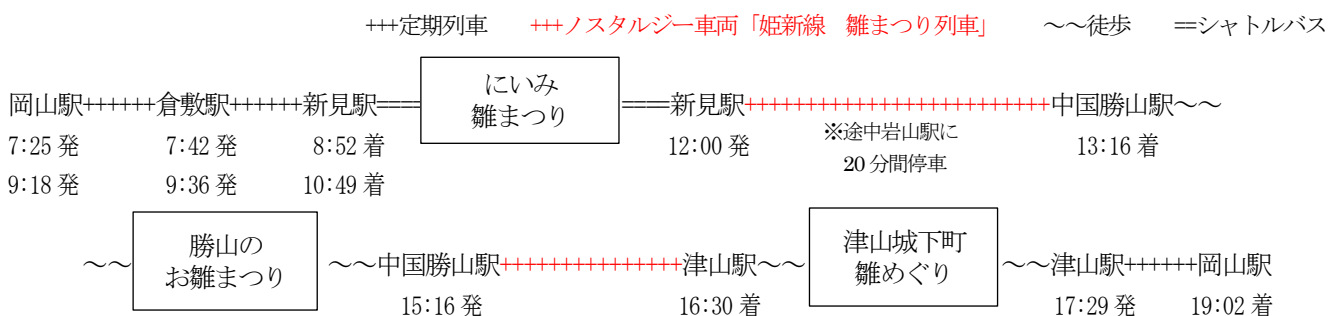 +++定期列車　+++ノスタルジー車両「姫新線　雛まつり列車」　～～徒歩　==シャトルバス
岡山駅++++++倉敷駅++++++新見駅====　にいみ　====新見駅+++++++++++++++++++++++++中国勝山駅～～
雛まつり
7:25 発　7:42 発　8:52 着　12:00 発　※途中岩山駅に　13:16 着
20 分間停車
9:18 発　9:36 発　10:49 着
～～　勝山の　～～中国勝山駅+++++++++++++++津山駅～～　津山城下町　～～津山駅++++++岡山駅
お雛まつり　雛めぐり
15:16 発　16:30 着　17:29 発　19:02 着